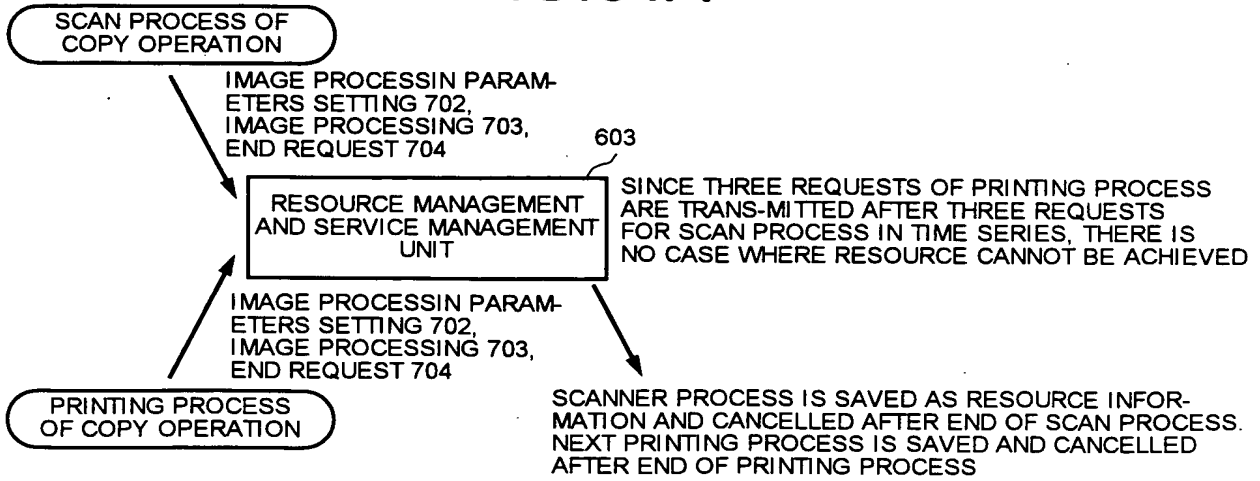 SCAN PROCESS OF
COPY OPERATION
IMAGE PROCESSIN PARAM-
ETERS SETTING 702,
IMAGE PROCESSING 703,
END REQUEST 704
603
RESOURCE MANAGEMENT
AND SERVICE MANAGEMENT
UNIT
SINCE THREE REQUESTS OF PRINTING PROCESS
ARE TRANS-MITTED AFTER THREE REQUESTS
FOR SCAN PROCESS IN TIME SERIES, THERE IS
NO CASE WHERE RESOURCE CANNOT BE ACHIEVED
IMAGE PROCESSIN PARAM-
ETERS SETTING 702,
IMAGE PROCESSING 703,
END REQUEST 704
PRINTING PROCESS
OF COPY OPERATION
SCANNER PROCESS IS SAVED AS RESOURCE INFOR-
MATION AND CANCELLED AFTER END OF SCAN PROCESS.
NEXT PRINTING PROCESS IS SAVED AND CANCELLED
AFTER END OF PRINTING PROCESS